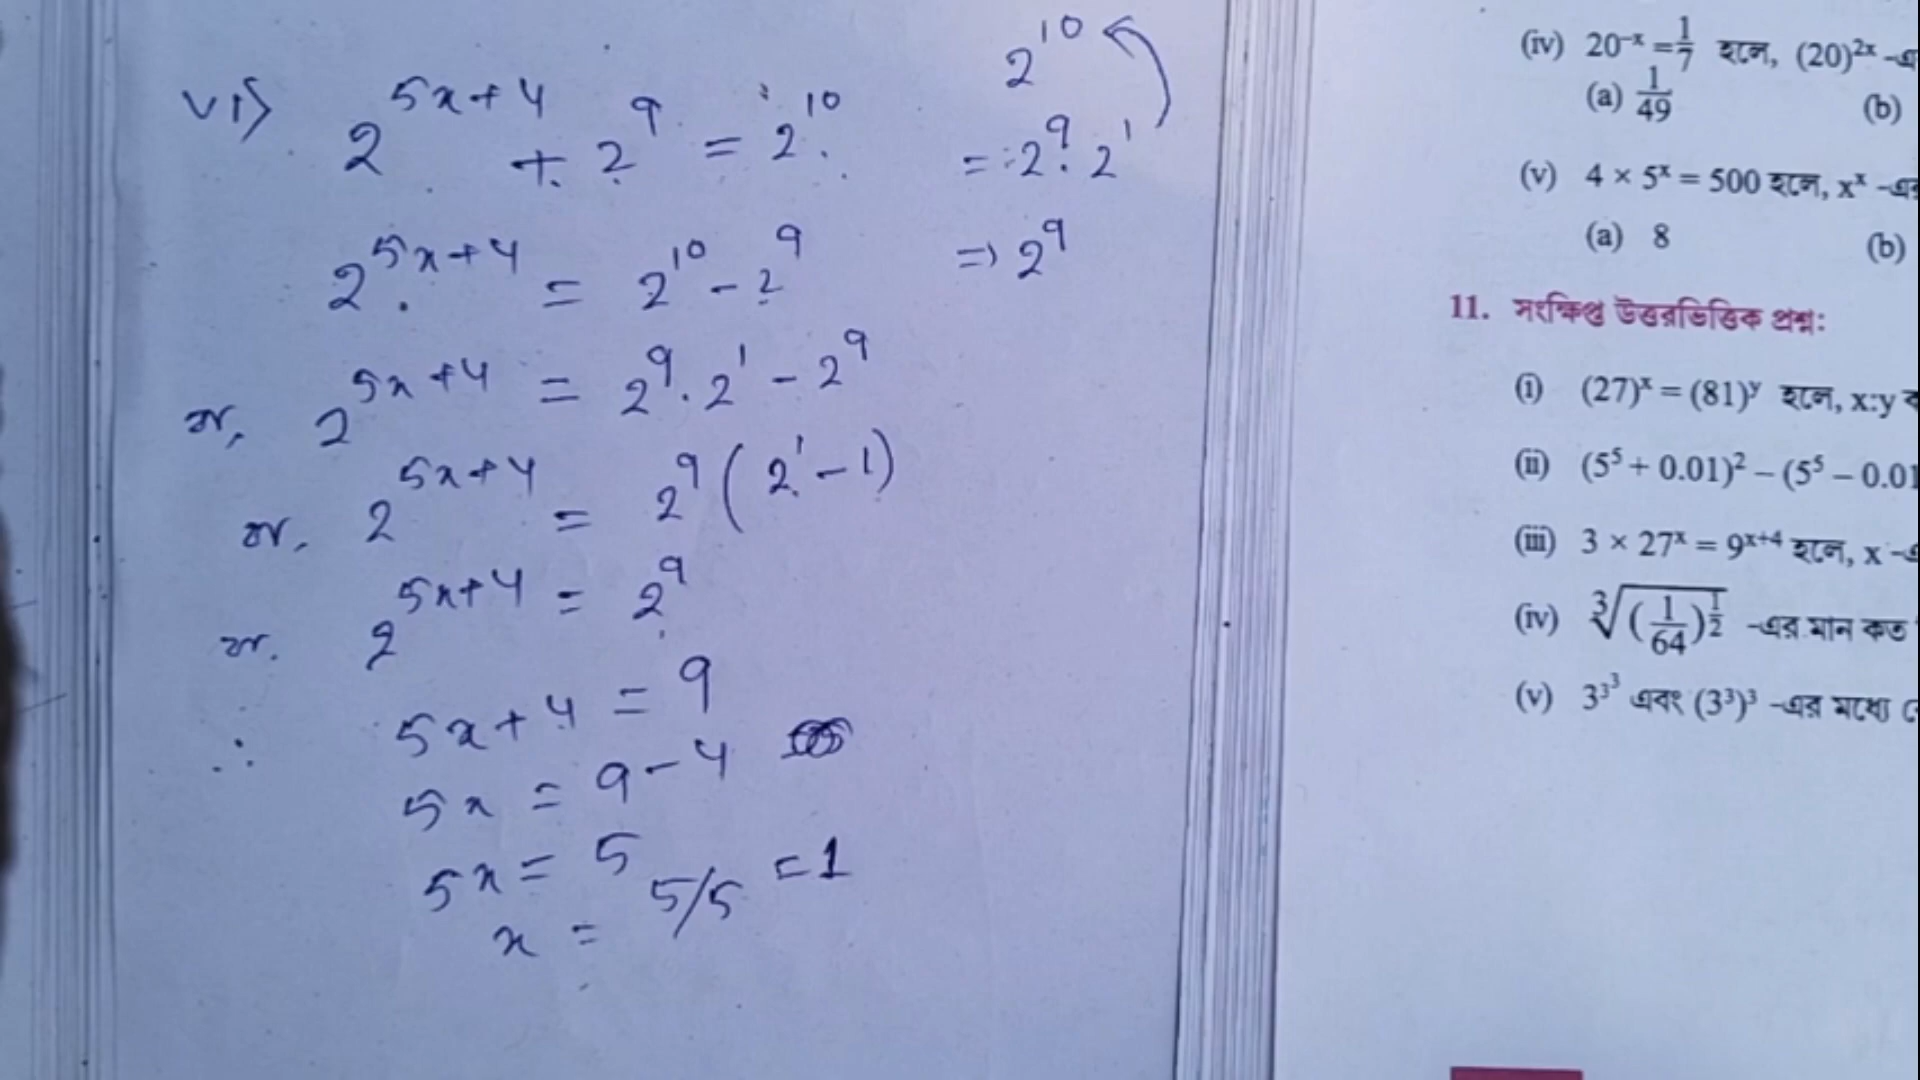 vi) 2^{5x+4} + 2^9 = 2^{10}
2^{5x+4} = 2^{10} - 2^9
বা, 2^{5x+4} = 2^9 . 2^1 - 2^9
বা, 2^{5x+4} = 2^9 ( 2^1 - 1)
বা. 2^{5x+4} = 2^9
∴ 5x + 4 = 9
5x = 9 - 4
5x = 5
x = 5/5 = 1
2^{10}
= 2^9 . 2^1
=> 2^9
(iv) 20^{-x} = 1/7 হলে, (20)^{2x} -এ
(a) 1/49 (b)
(v) 4 × 5^x = 500 হলে, x^x -এর
(a) 8 (b)
11. সংক্ষিপ্ত উত্তরভিত্তিক প্রশ্ন:
(i) (27)^x = (81)^y হলে, x:y
(ii) (5^5 + 0.01)^2 – (5^5 – 0.01
(iii) 3 × 27^x = 9^{x+4} হলে, x -এ
(iv) ∛(1/64)^{1/2} -এর মান কত
(v) 3^{3^3} এবং (3^3)^3 -এর মধ্যে